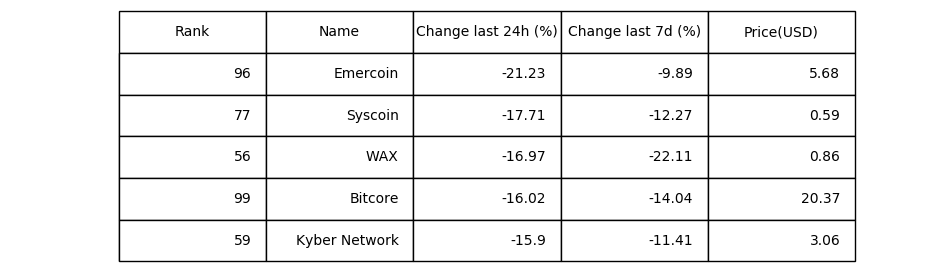 Rank Name Change last 24h (%) Change last 7d (%) Price(USD)
96 Emercoin -21.23 -9.89 5.68
77 Syscoin -17.71 -12.27 0.59
56 WAX -16.97 -22.11 0.86
99 Bitcore -16.02 -14.04 20.37
59 Kyber Network -15.9 -11.41 3.06